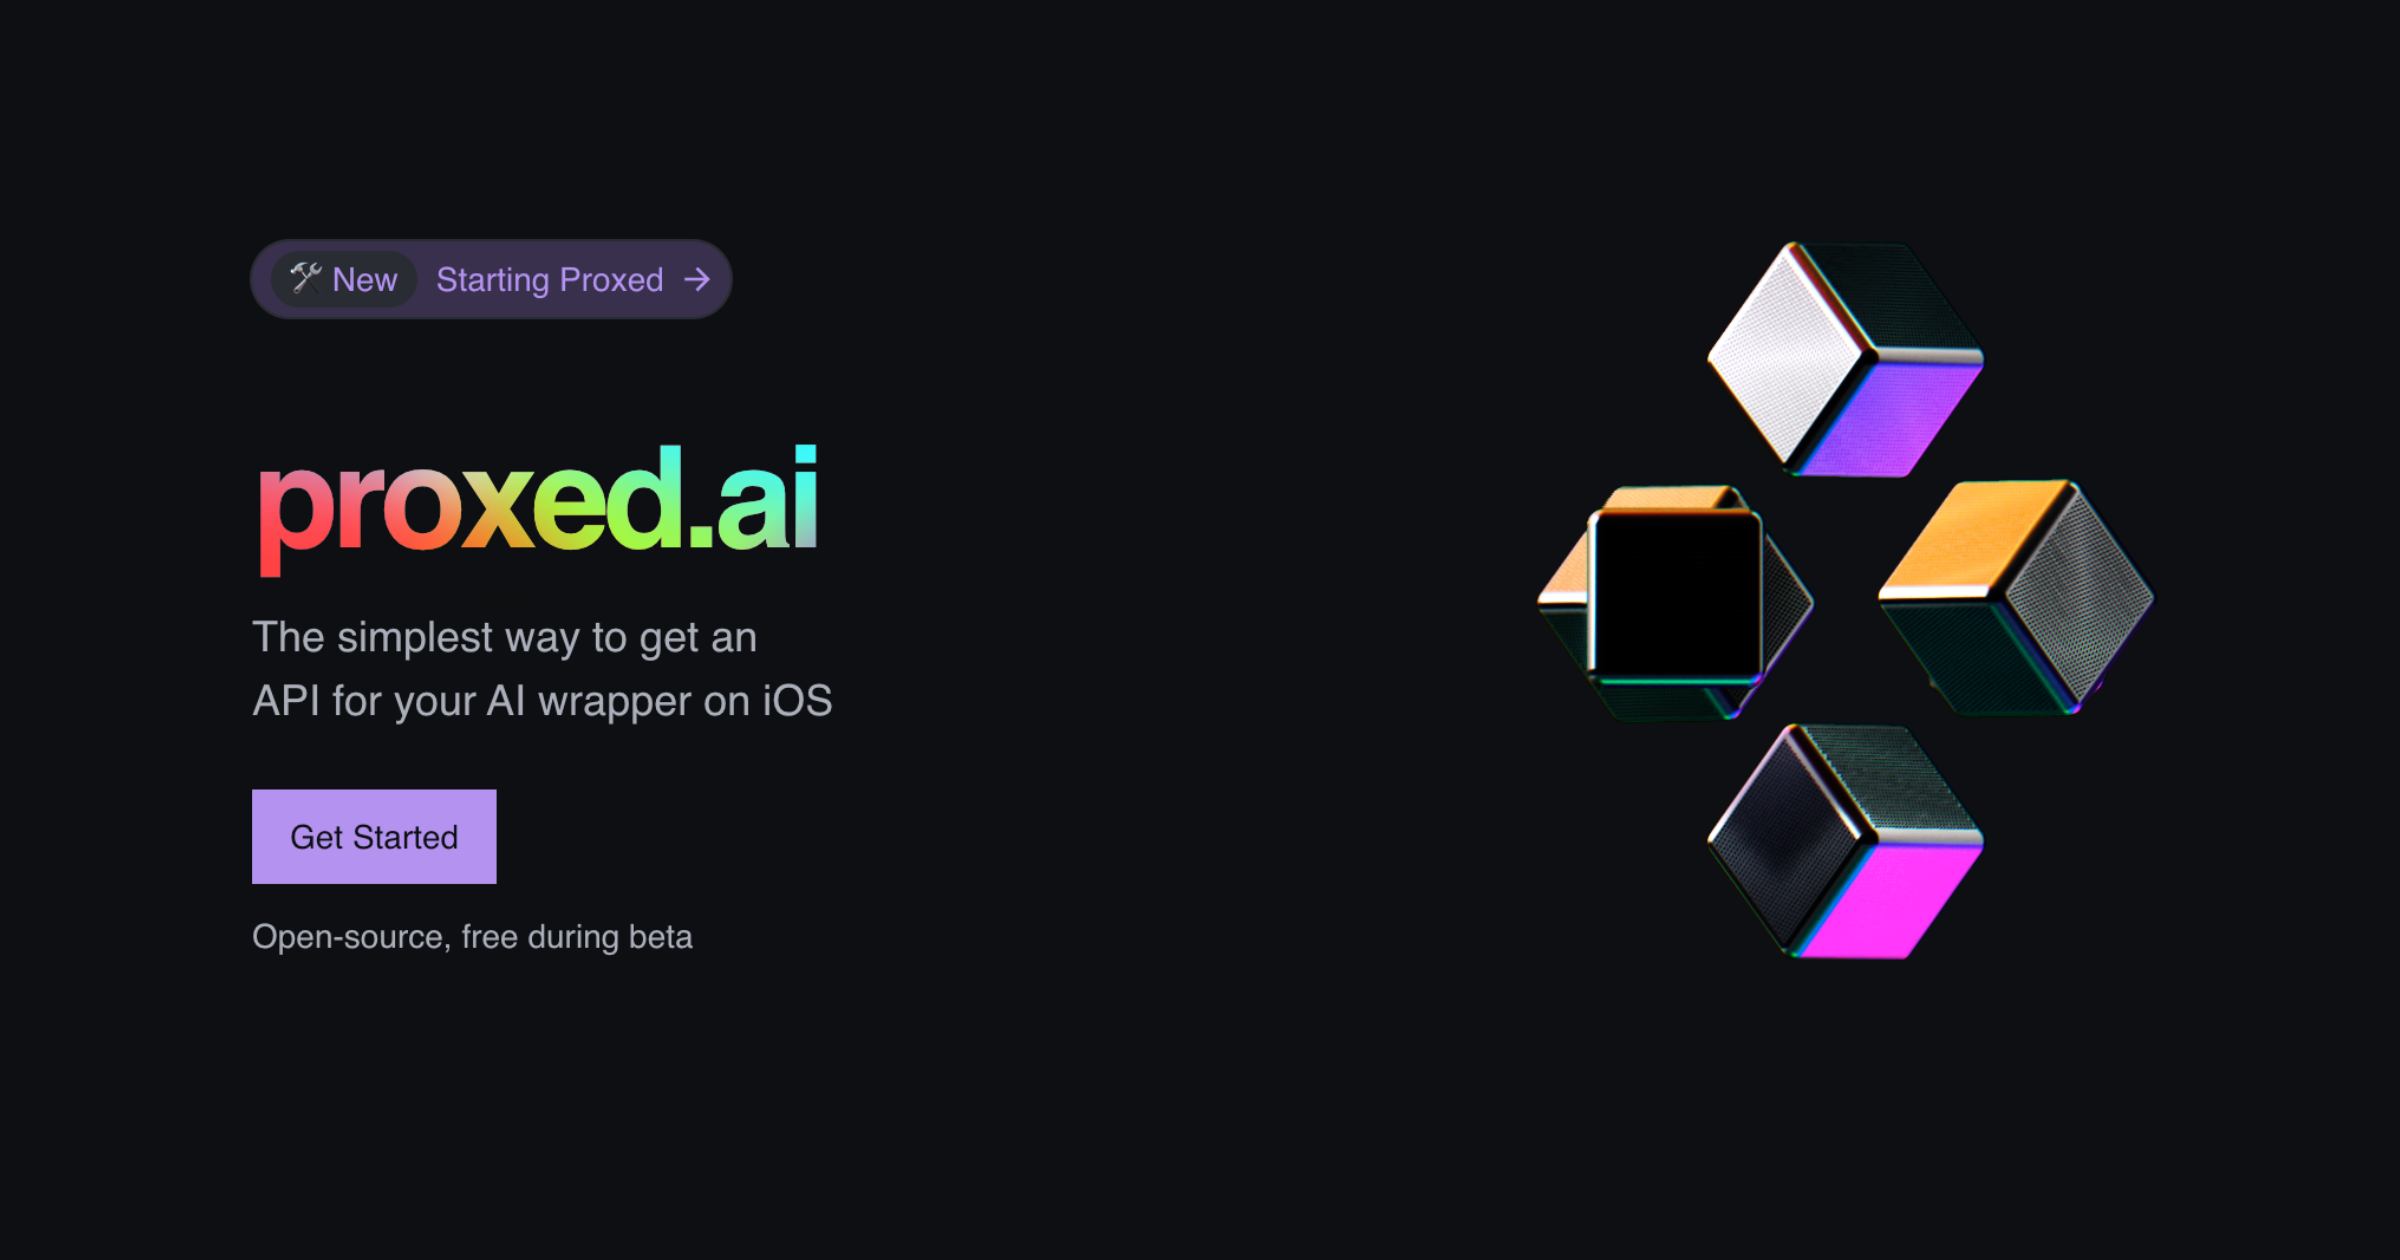 🛠 New Starting Proxed →
proxed.ai
The simplest way to get an
API for your AI wrapper on iOS
Get Started
Open-source, free during beta